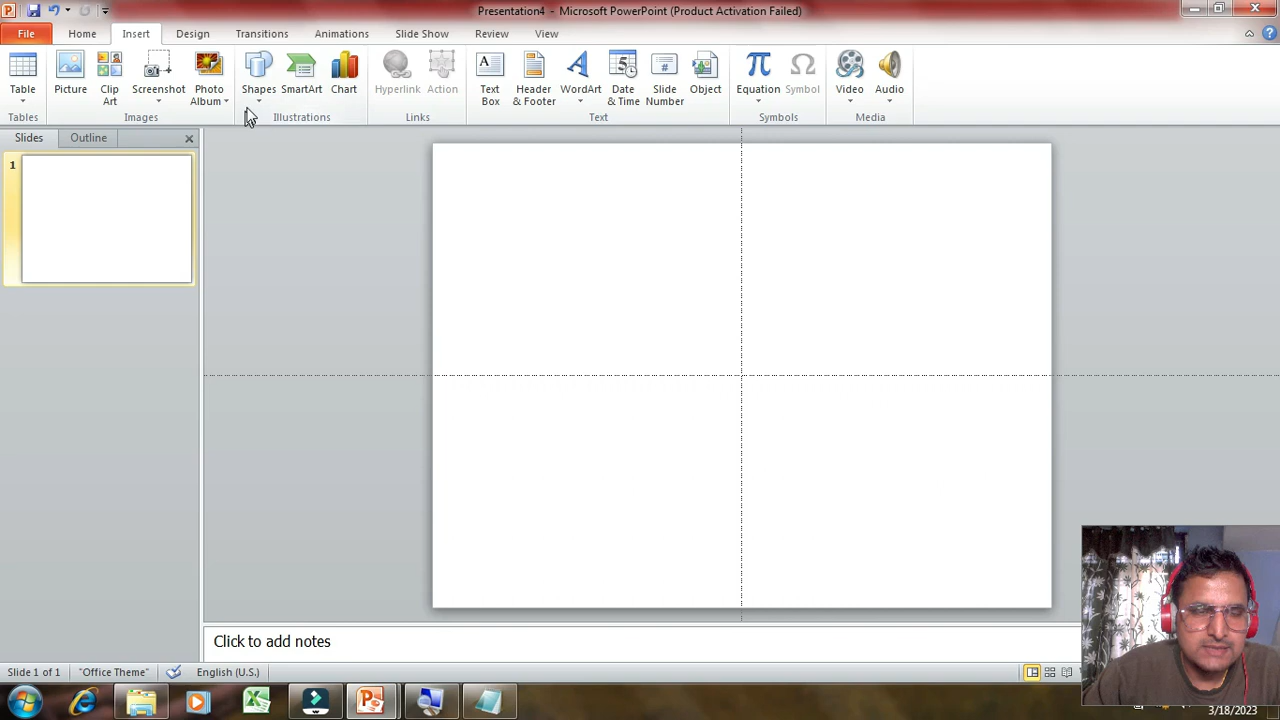 Presentation4 - Microsoft PowerPoint (Product Activation Failed)
File Home Insert Design Transitions Animations Slide Show Review View
Table
Picture
Clip
Art
Screenshot
Photo
Album
Shapes
SmartArt
Chart
Hyperlink
Action
Text
Box
Header
& Footer
WordArt
Date
& Time
Slide
Number
Object
Equation
Symbol
Video
Audio
Tables Images Illustrations Links Text Symbols Media
Slides Outline
1
Click to add notes
Slide 1 of 1 "Office Theme" English (U.S.)
3/18/2023